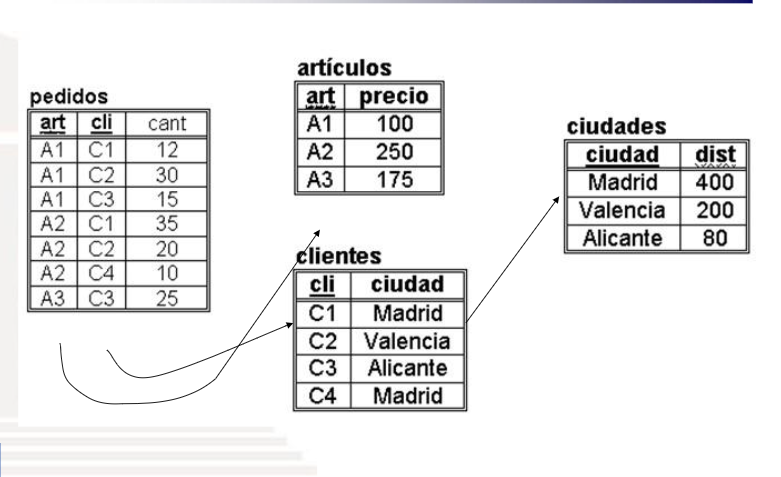 pedidos
art cli cant
A1 C1 12
A1 C2 30
A1 C3 15
A2 C1 35
A2 C2 20
A2 C4 10
A3 C3 25
artículos
art precio
A1 100
A2 250
A3 175
clientes
cli ciudad
C1 Madrid
C2 Valencia
C3 Alicante
C4 Madrid
ciudades
ciudad dist
Madrid 400
Valencia 200
Alicante 80